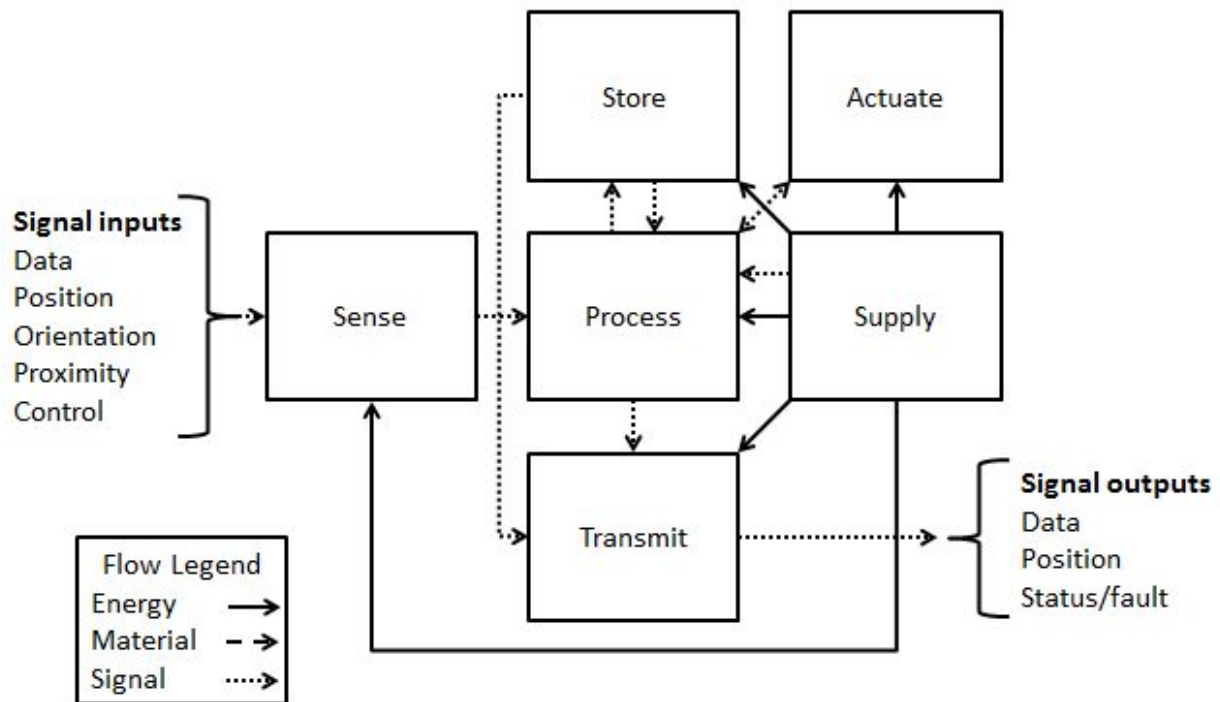 Store
Actuate
Signal inputs
Data
Position
Orientation
Proximity
Control
Sense
Process
Supply
Transmit
Signal outputs
Data
Position
Status/fault
Flow Legend
Energy
Material
Signal